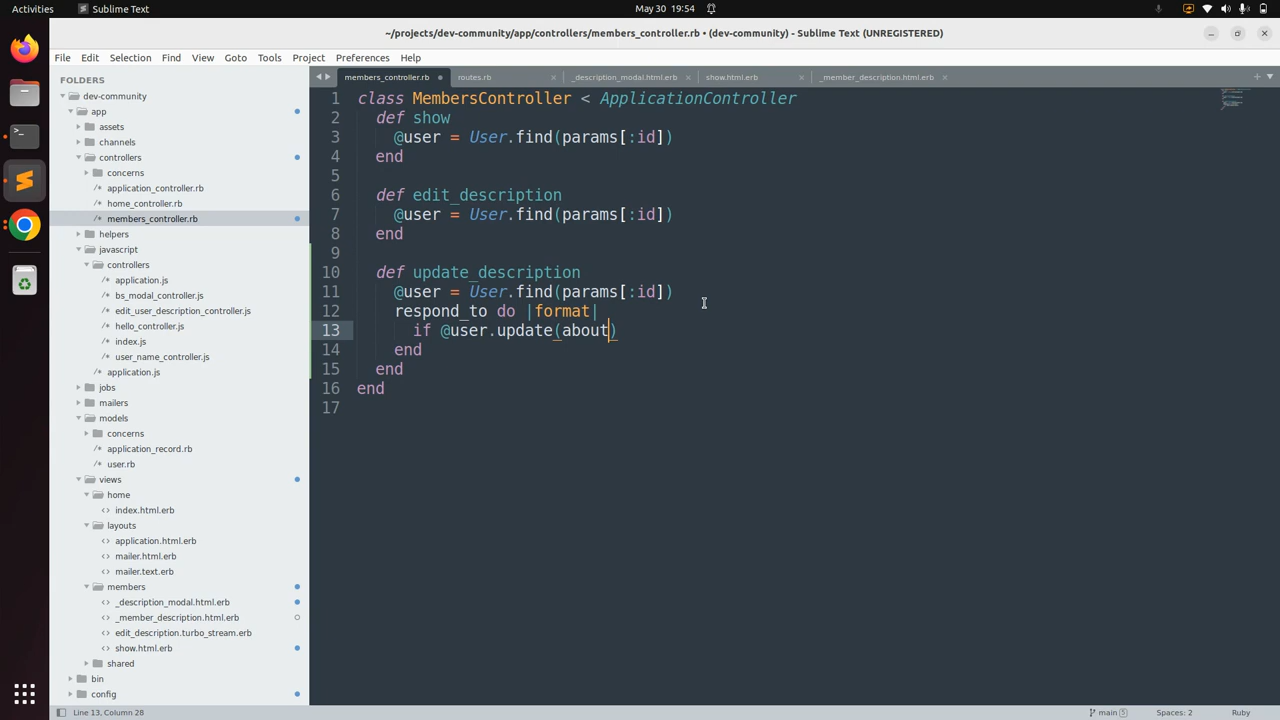 Activities
Sublime Text
May 30 19:54
~/projects/dev-community/app/controllers/members_controller.rb • (dev-community) - Sublime Text (UNREGISTERED)
File Edit Selection Find View Goto Tools Project Preferences Help
FOLDERS
dev-community
app
assets
channels
controllers
concerns
application_controller.rb
home_controller.rb
members_controller.rb
helpers
javascript
controllers
application.js
bs_modal_controller.js
edit_user_description_controller.js
hello_controller.js
index.js
user_name_controller.js
application.js
jobs
mailers
models
concerns
application_record.rb
user.rb
views
home
index.html.erb
layouts
application.html.erb
mailer.html.erb
mailer.text.erb
members
_description_modal.html.erb
_member_description.html.erb
edit_description.turbo_stream.erb
show.html.erb
shared
bin
config
members_controller.rb routes.rb _description_modal.html.erb show.html.erb _member_description.html.erb
1 class MembersController < ApplicationController
2 def show
3 @user = User.find(params[:id])
4 end
5
6 def edit_description
7 @user = User.find(params[:id])
8 end
9
10 def update_description
11 @user = User.find(params[:id])
12 respond_to do |format|
13 if @user.update(about)
14 end
15 end
16 end
17
Line 13, Column 28
main 5
Spaces: 2
Ruby